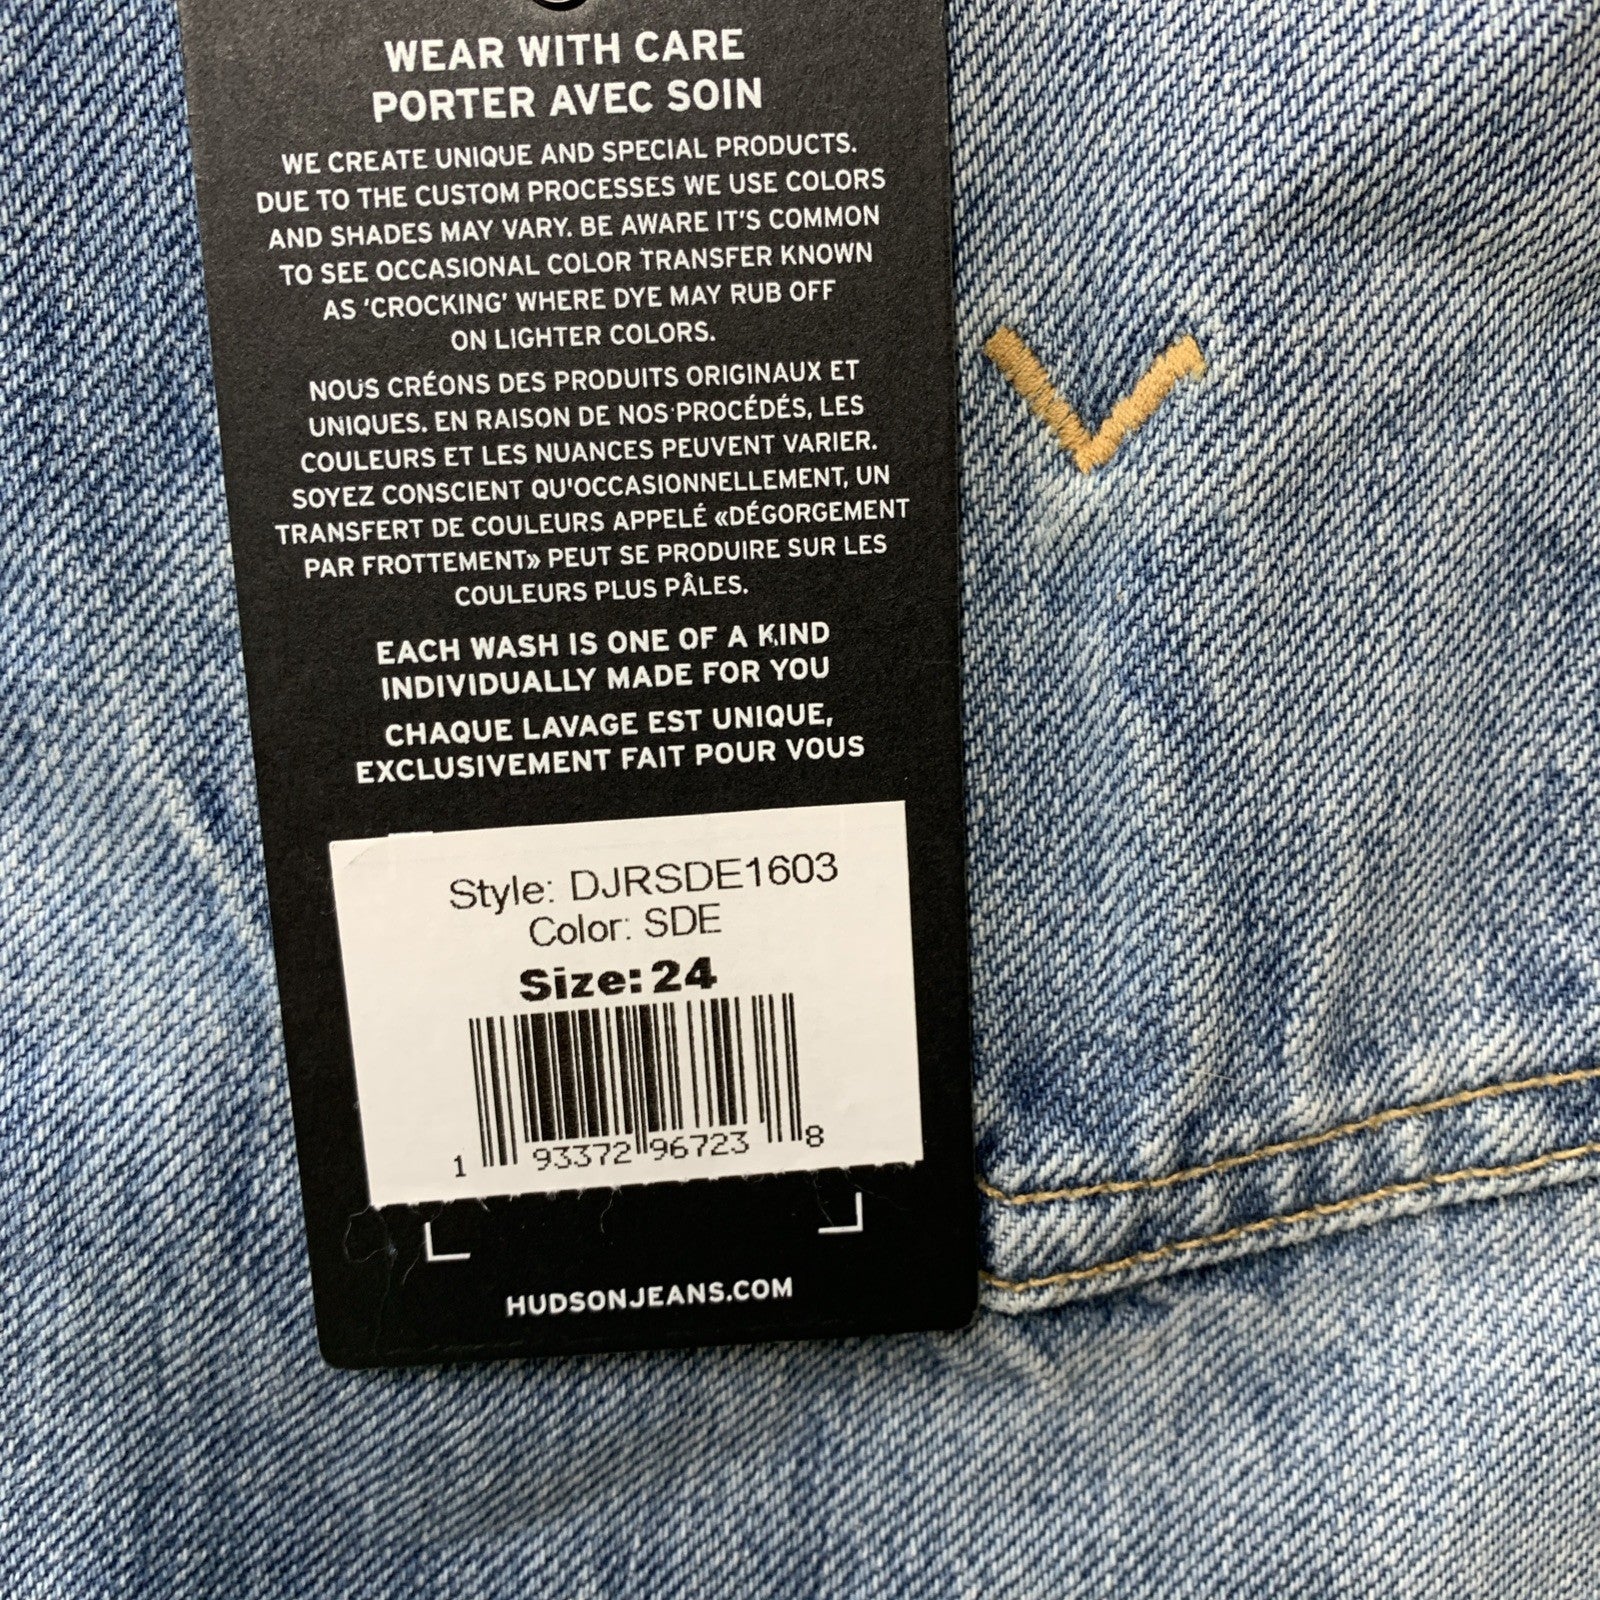 WEAR WITH CARE
PORTER AVEC SOIN
WE CREATE UNIQUE AND SPECIAL PRODUCTS.
DUE TO THE CUSTOM PROCESSES WE USE COLORS
AND SHADES MAY VARY. BE AWARE IT'S COMMON
TO SEE OCCASIONAL COLOR TRANSFER KNOWN
AS 'CROCKING' WHERE DYE MAY RUB OFF
ON LIGHTER COLORS.
NOUS CRÉONS DES PRODUITS ORIGINAUX ET
UNIQUES. EN RAISON DE NOS PROCÉDÉS, LES
COULEURS ET LES NUANCES PEUVENT VARIER.
SOYEZ CONSCIENT QU'OCCASIONNELLEMENT, UN
TRANSFERT DE COULEURS APPELÉ «DÉGORGEMENT
PAR FROTTEMENT» PEUT SE PRODUIRE SUR LES
COULEURS PLUS PÂLES.
EACH WASH IS ONE OF A KIND
INDIVIDUALLY MADE FOR YOU
CHAQUE LAVAGE EST UNIQUE,
EXCLUSIVEMENT FAIT POUR VOUS
Style: DJRSDE1603
Color: SDE
Size: 24
1 93372 96723 8
HUDSONJEANS.COM